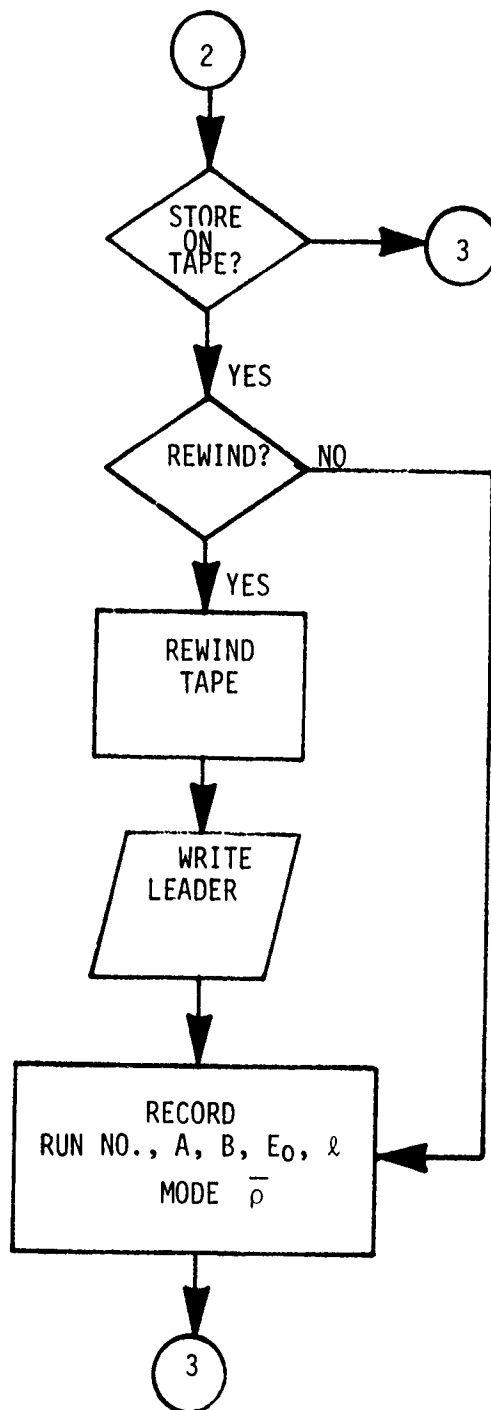 2
STORE
ON
TAPE?
3
YES
REWIND?
NO
YES
REWIND
TAPE
WRITE
LEADER
RECORD
RUN NO., A, B, E₀, ℓ
MODE ρ̅
3